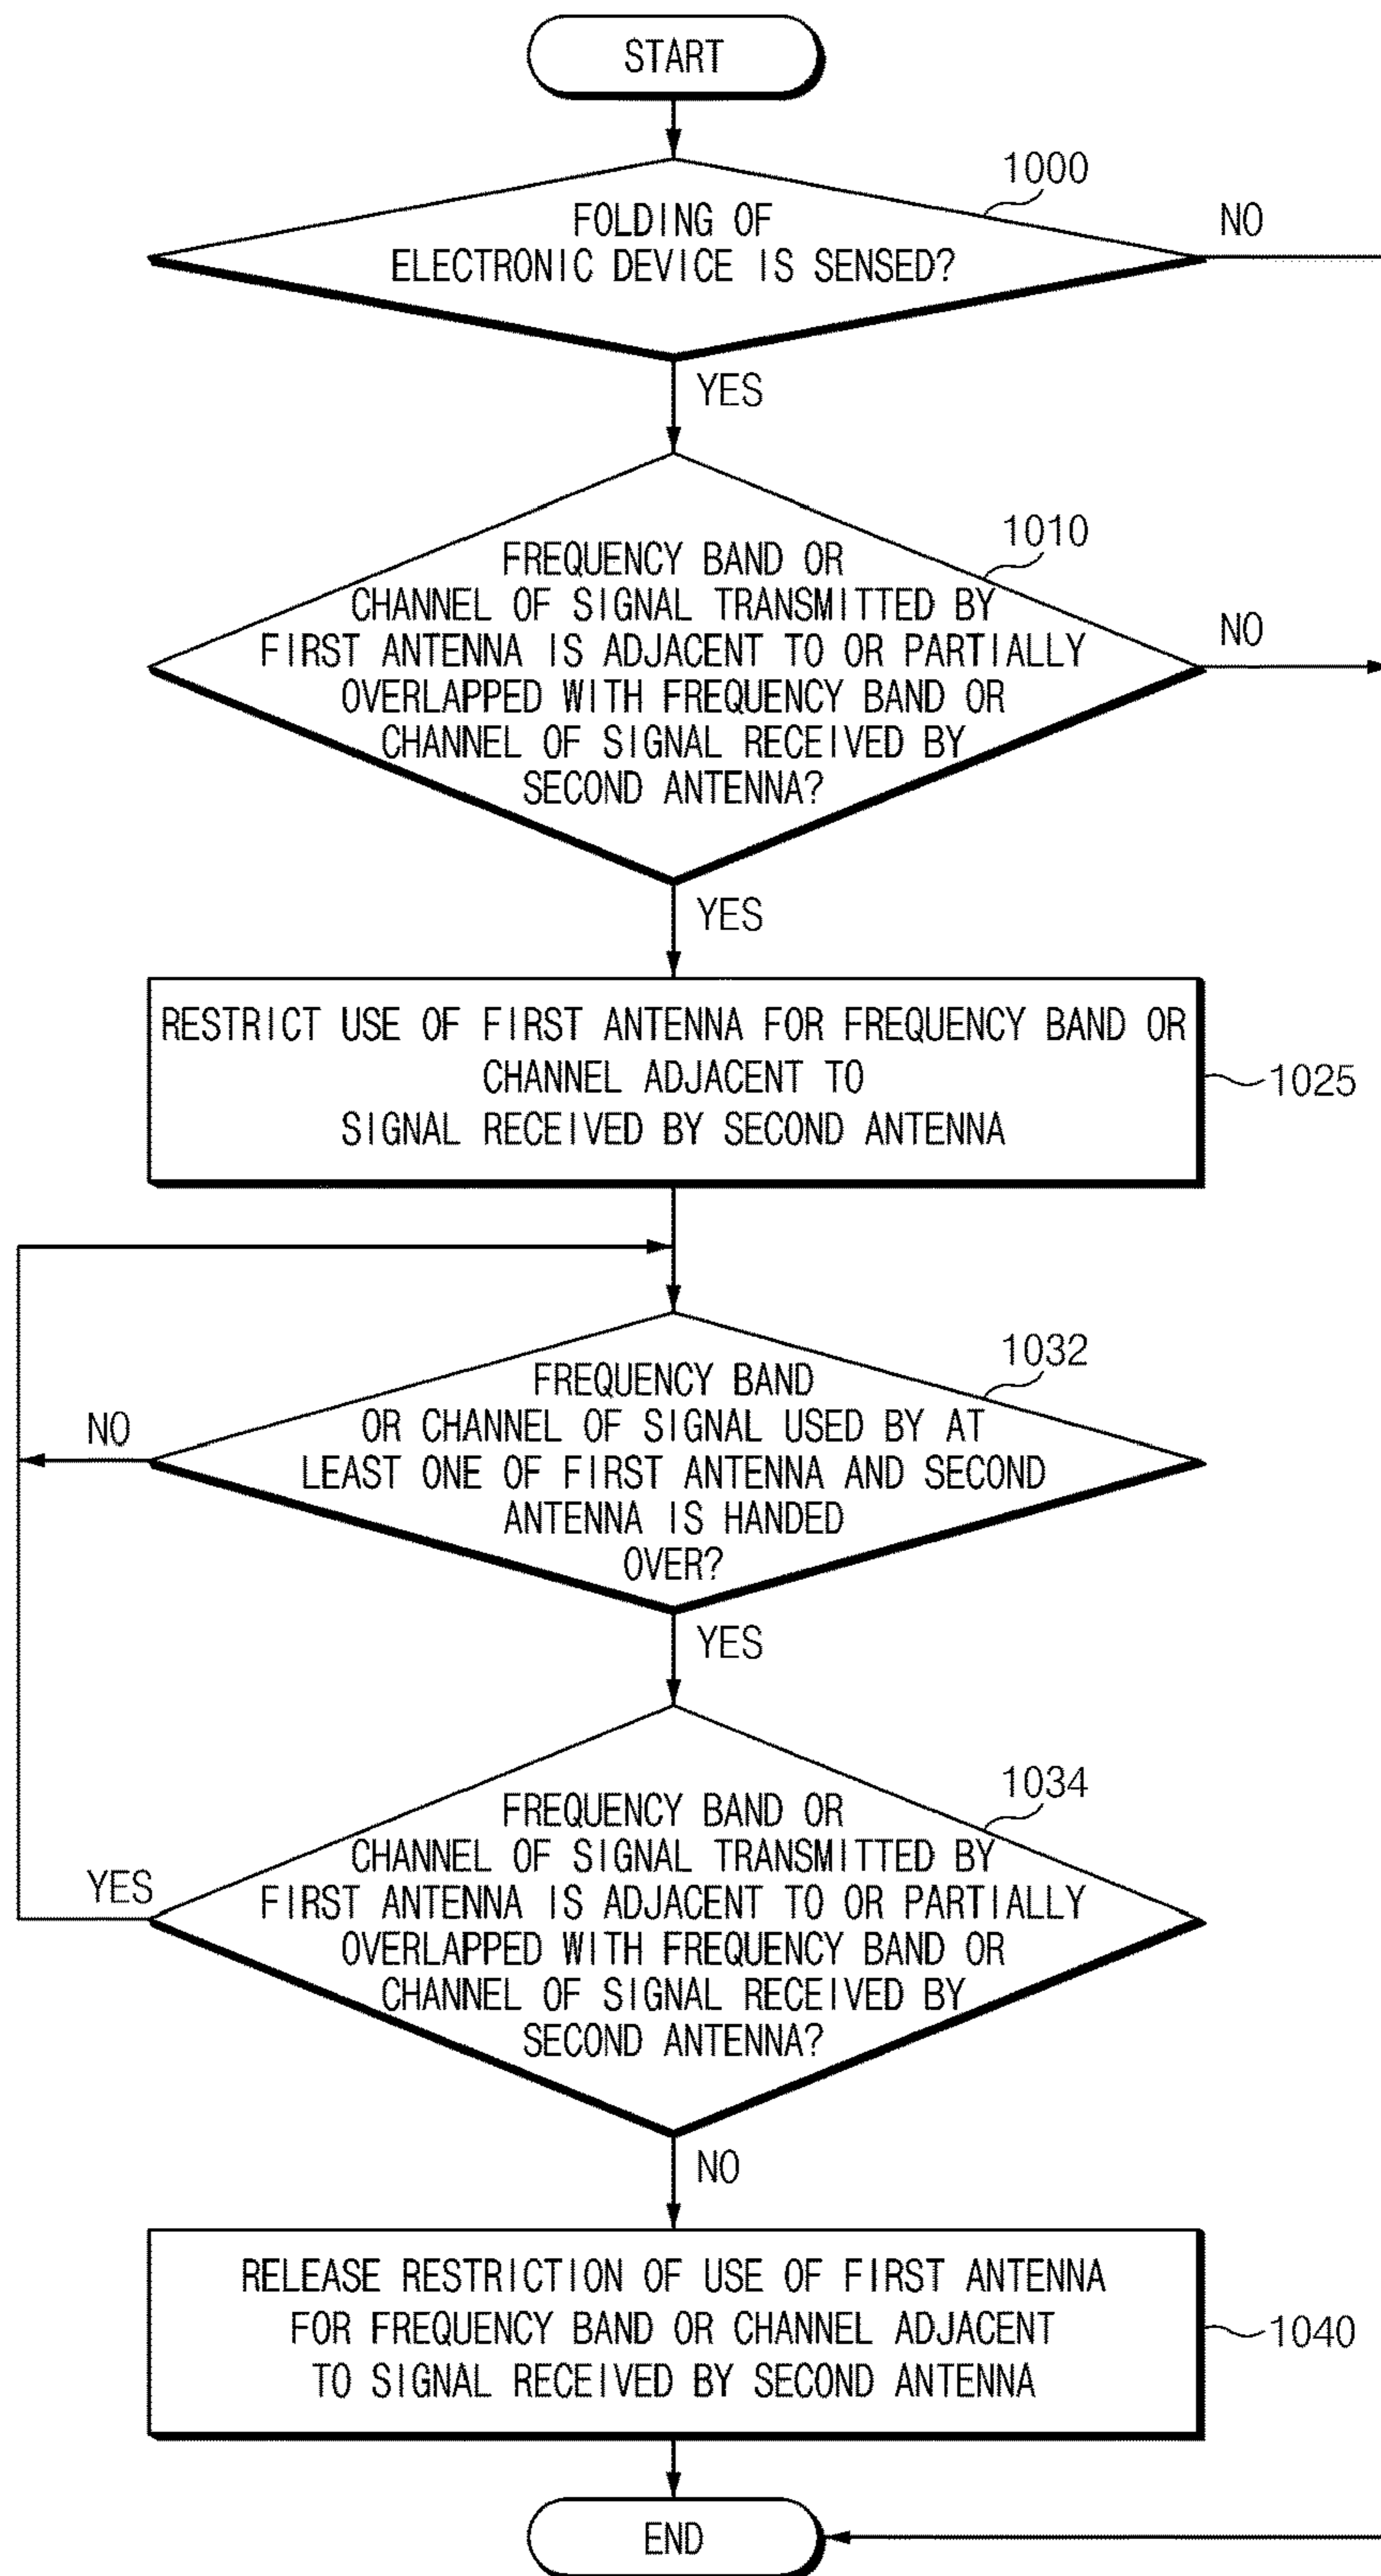 START
1000
FOLDING OF
ELECTRONIC DEVICE IS SENSED?
NO
YES
1010
FREQUENCY BAND OR
CHANNEL OF SIGNAL TRANSMITTED BY
FIRST ANTENNA IS ADJACENT TO OR PARTIALLY
OVERLAPPED WITH FREQUENCY BAND OR
CHANNEL OF SIGNAL RECEIVED BY
SECOND ANTENNA?
NO
YES
RESTRICT USE OF FIRST ANTENNA FOR FREQUENCY BAND OR
CHANNEL ADJACENT TO
SIGNAL RECEIVED BY SECOND ANTENNA
1025
1032
FREQUENCY BAND
OR CHANNEL OF SIGNAL USED BY AT
LEAST ONE OF FIRST ANTENNA AND SECOND
ANTENNA IS HANDED
OVER?
NO
YES
1034
FREQUENCY BAND OR
CHANNEL OF SIGNAL TRANSMITTED BY
FIRST ANTENNA IS ADJACENT TO OR PARTIALLY
OVERLAPPED WITH FREQUENCY BAND OR
CHANNEL OF SIGNAL RECEIVED BY
SECOND ANTENNA?
YES
NO
RELEASE RESTRICTION OF USE OF FIRST ANTENNA
FOR FREQUENCY BAND OR CHANNEL ADJACENT
TO SIGNAL RECEIVED BY SECOND ANTENNA
1040
END